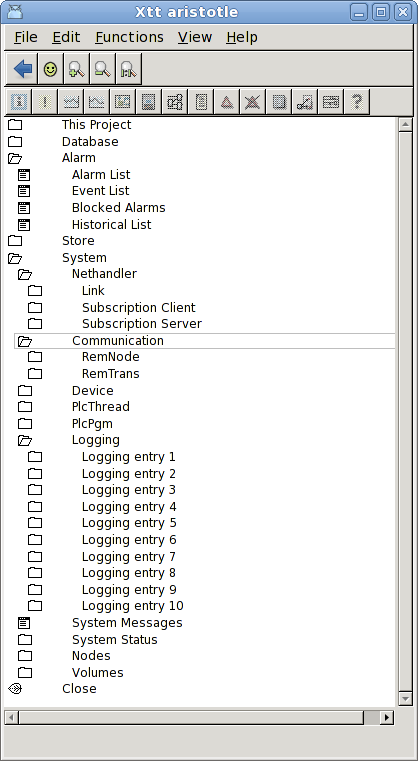 Xtt aristotle
File Edit Functions View Help
This Project
Database
Alarm
Alarm List
Event List
Blocked Alarms
Historical List
Store
System
Nethandler
Link
Subscription Client
Subscription Server
Communication
RemNode
RemTrans
Device
PlcThread
PlcPgm
Logging
Logging entry 1
Logging entry 2
Logging entry 3
Logging entry 4
Logging entry 5
Logging entry 6
Logging entry 7
Logging entry 8
Logging entry 9
Logging entry 10
System Messages
System Status
Nodes
Volumes
Close